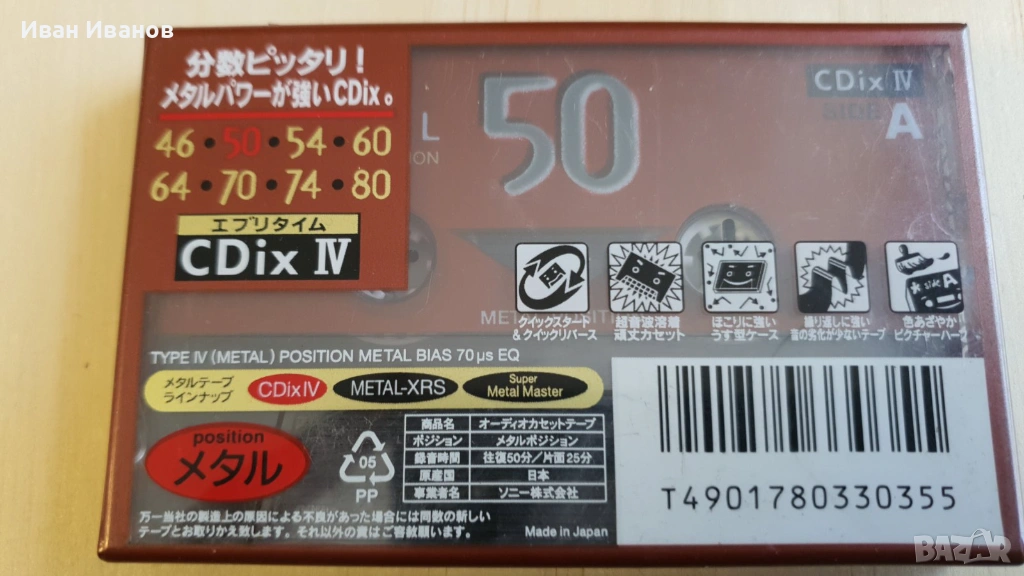 Иван Иванов
分数ピッタリ!
メタルパワーが強いCDix。
46・50・54・60
64・70・74・80
エブリタイム
CDix IV
L
ION
50
CDix IV
SIDE
A
クイックスタート
&クイックリバース
超音波溶着
頑丈カセット
ほこりに強い
うす型ケース
繰り返しに強い
音の劣化が少ないテープ
色あざやか
ピクチャーハーフ
TYPE IV (METAL) POSITION METAL BIAS 70 µs EQ
メタルテープ
ラインナップ
CDixIV
METAL-XRS
Super
Metal Master
position
メタル
05
PP
商品名 オーディオカセットテープ
ポジション メタルポジション
録音時間 往復50分/片面25分
原産国 日本
事業者名 ソニー株式会社
万一当社の製造上の原因による不良があった場合には同数の新しい
テープとお取りかえ致します。それ以外の責はご容赦願います。
Made in Japan
T4901780330355
BAZAR